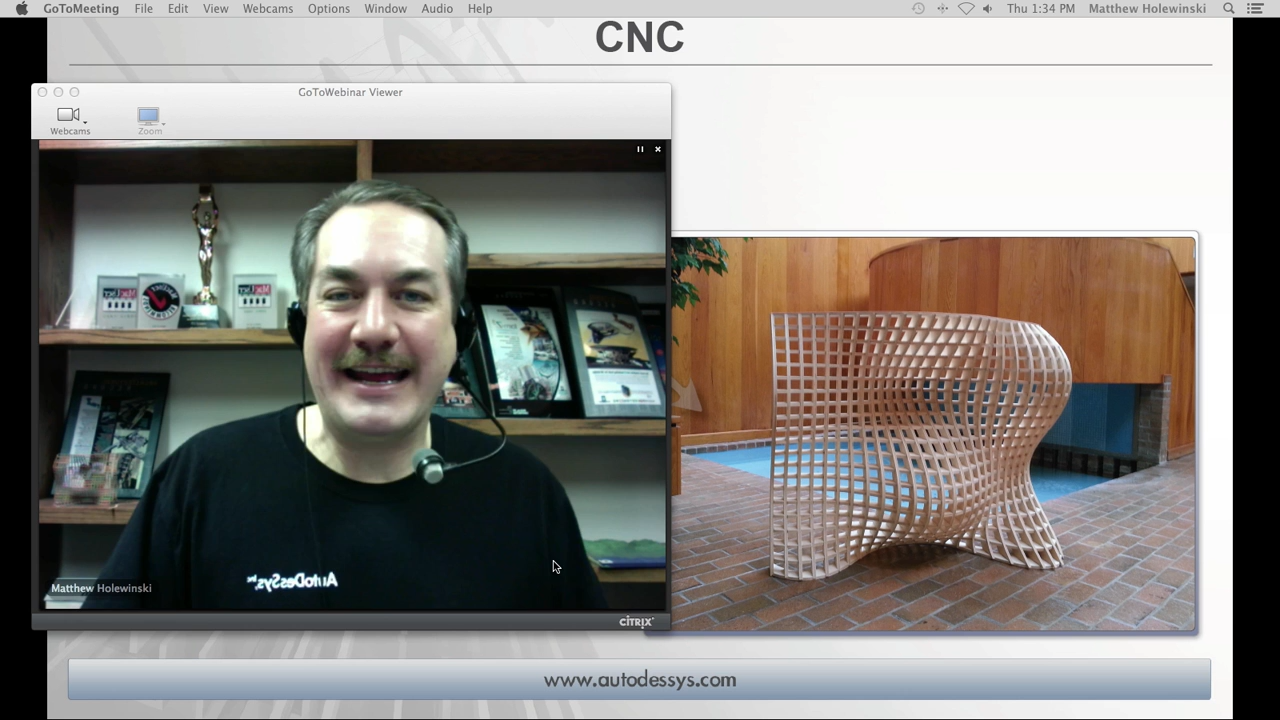 GoToMeeting File Edit View Webcams Options Window Audio Help Thu 1:34 PM Matthew Holewinski
CNC
GoToWebinar Viewer
Webcams
Zoom
AutoDesSys
Matthew Holewinski
CITRIX
www.autodessys.com